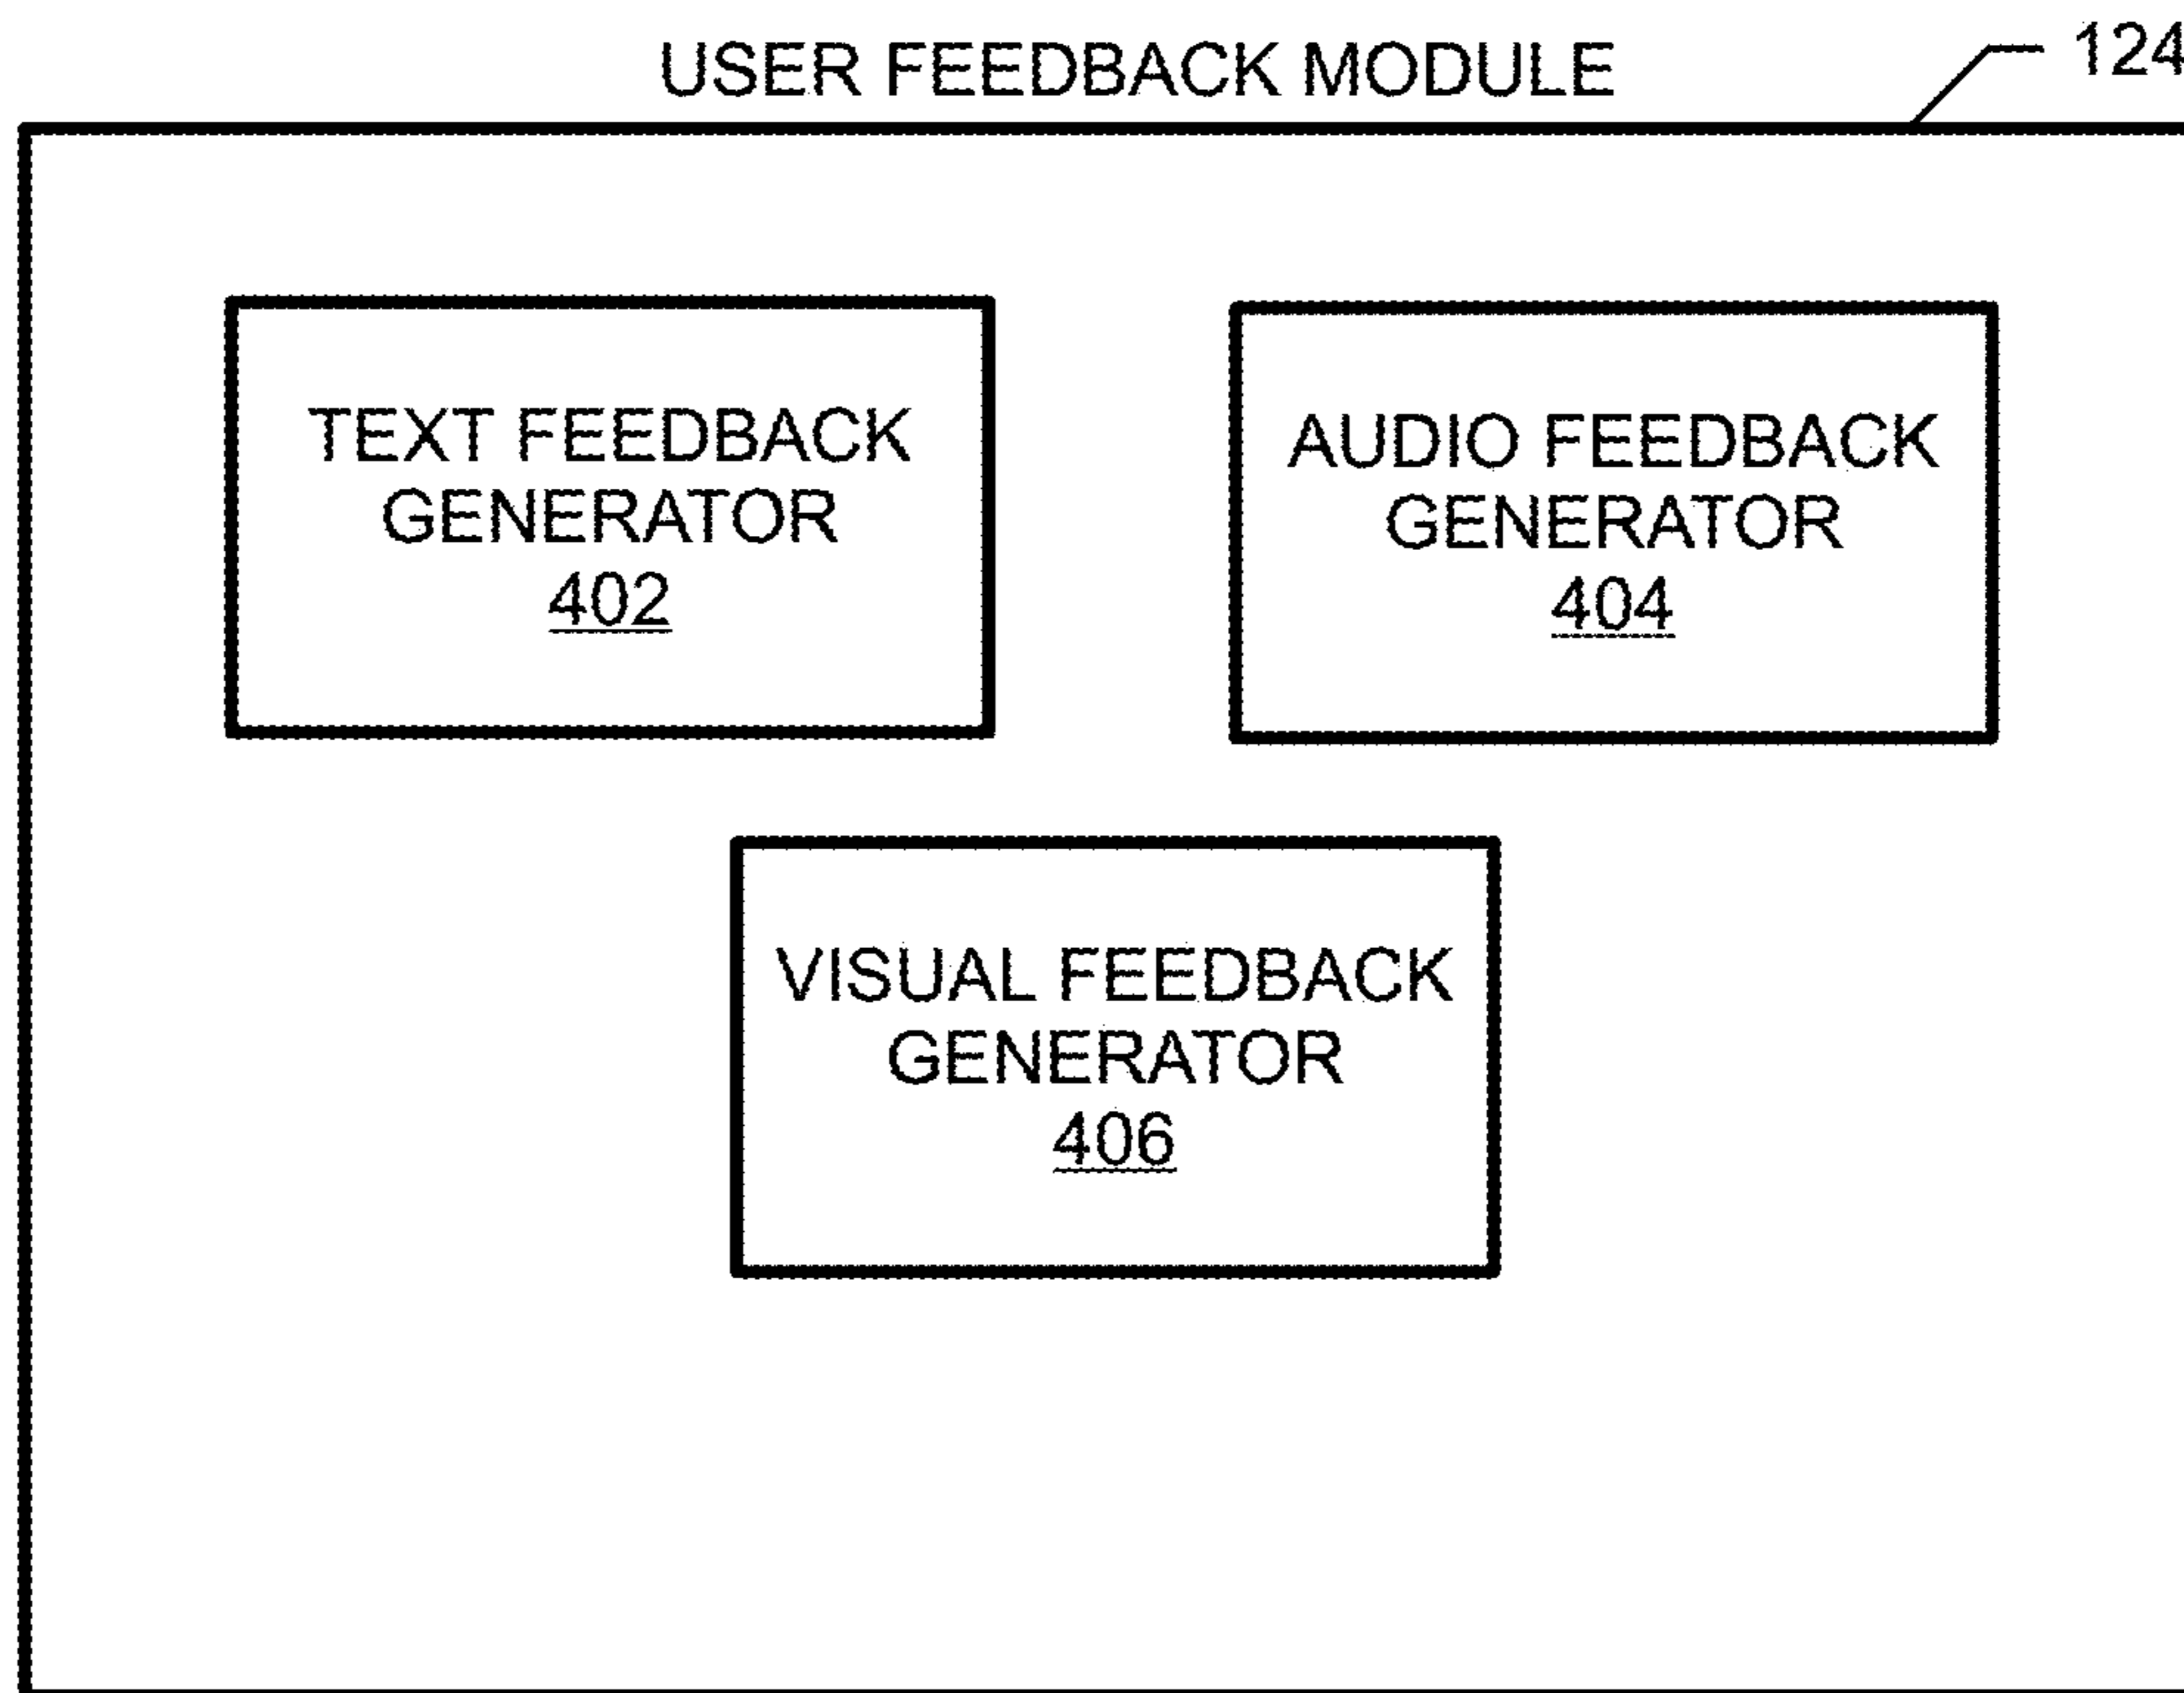 USER FEEDBACK MODULE
124
TEXT FEEDBACK
GENERATOR
402
AUDIO FEEDBACK
GENERATOR
404
VISUAL FEEDBACK
GENERATOR
406